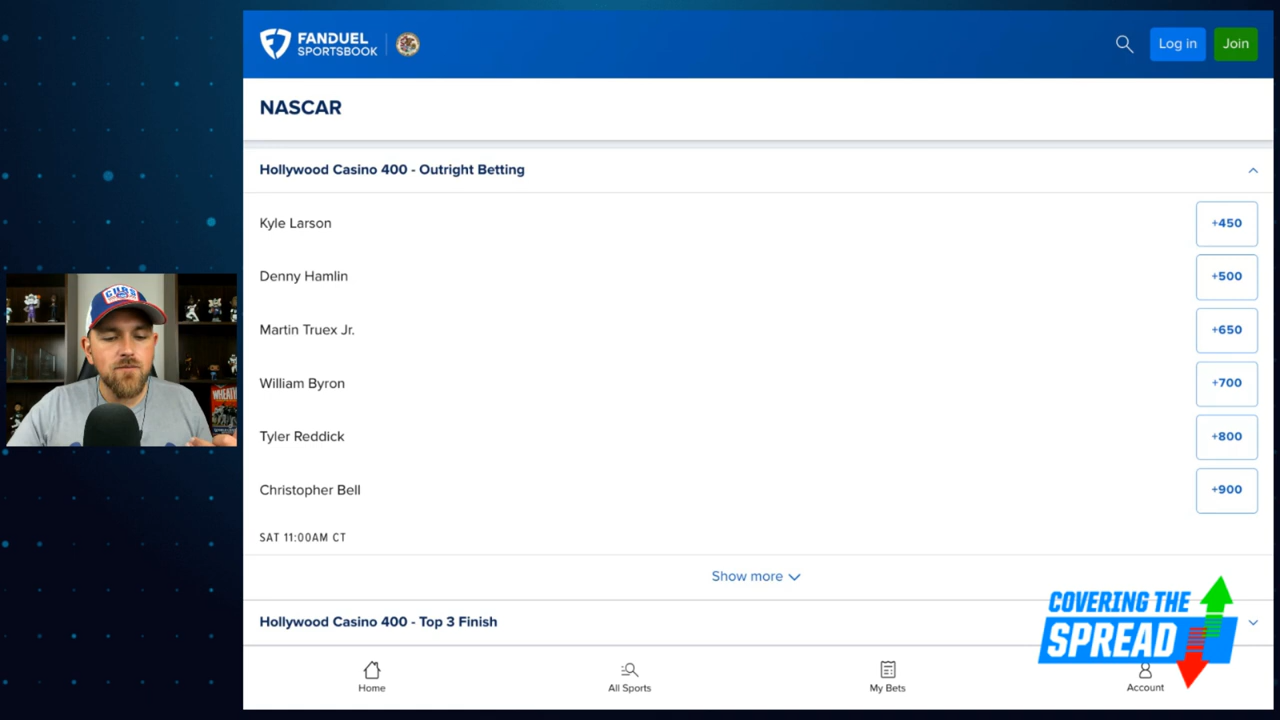 FANDUEL
SPORTSBOOK
Log in
Join
NASCAR
Hollywood Casino 400 - Outright Betting
Kyle Larson
+450
Denny Hamlin
+500
Martin Truex Jr.
+650
William Byron
+700
Tyler Reddick
+800
Christopher Bell
+900
SAT 11:00AM CT
Show more
Hollywood Casino 400 - Top 3 Finish
COVERING THE
SPREAD
Home
All Sports
My Bets
Account
CUBS
WHEATIES